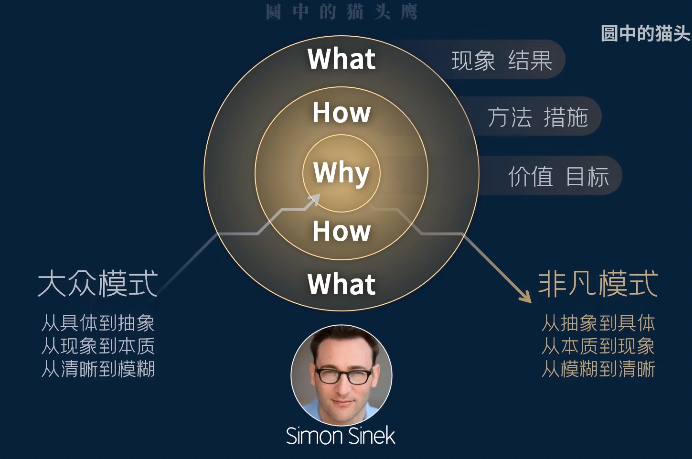 圓中的猫头鹰
圆中的猫头
What
现象 结果
How
方法 措施
Why
价值 目标
How
What
大众模式
从具体到抽象
从现象到本质
从清晰到模糊
非凡模式
从抽象到具体
从本质到现象
从模糊到清晰
Simon Sinek